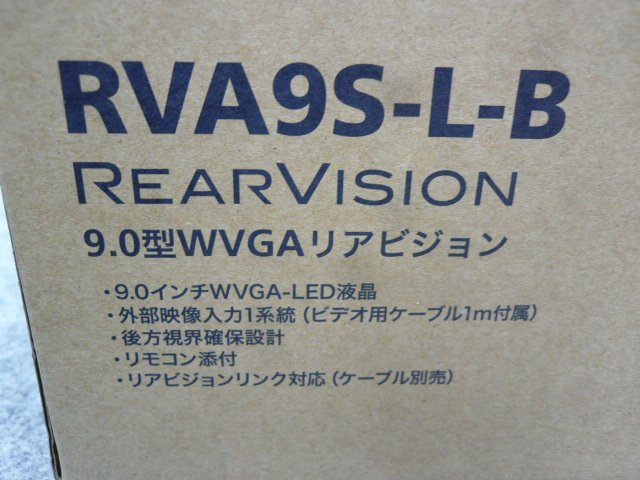 RVA9S-L-B
REARVISION
9.0型WVGAリアビジョン
・9.0インチWVGA-LED液晶
・外部映像入力1系統（ビデオ用ケーブル1m付属）
・後方視界確保設計
・リモコン添付
・リアビジョンリンク対応（ケーブル別売）